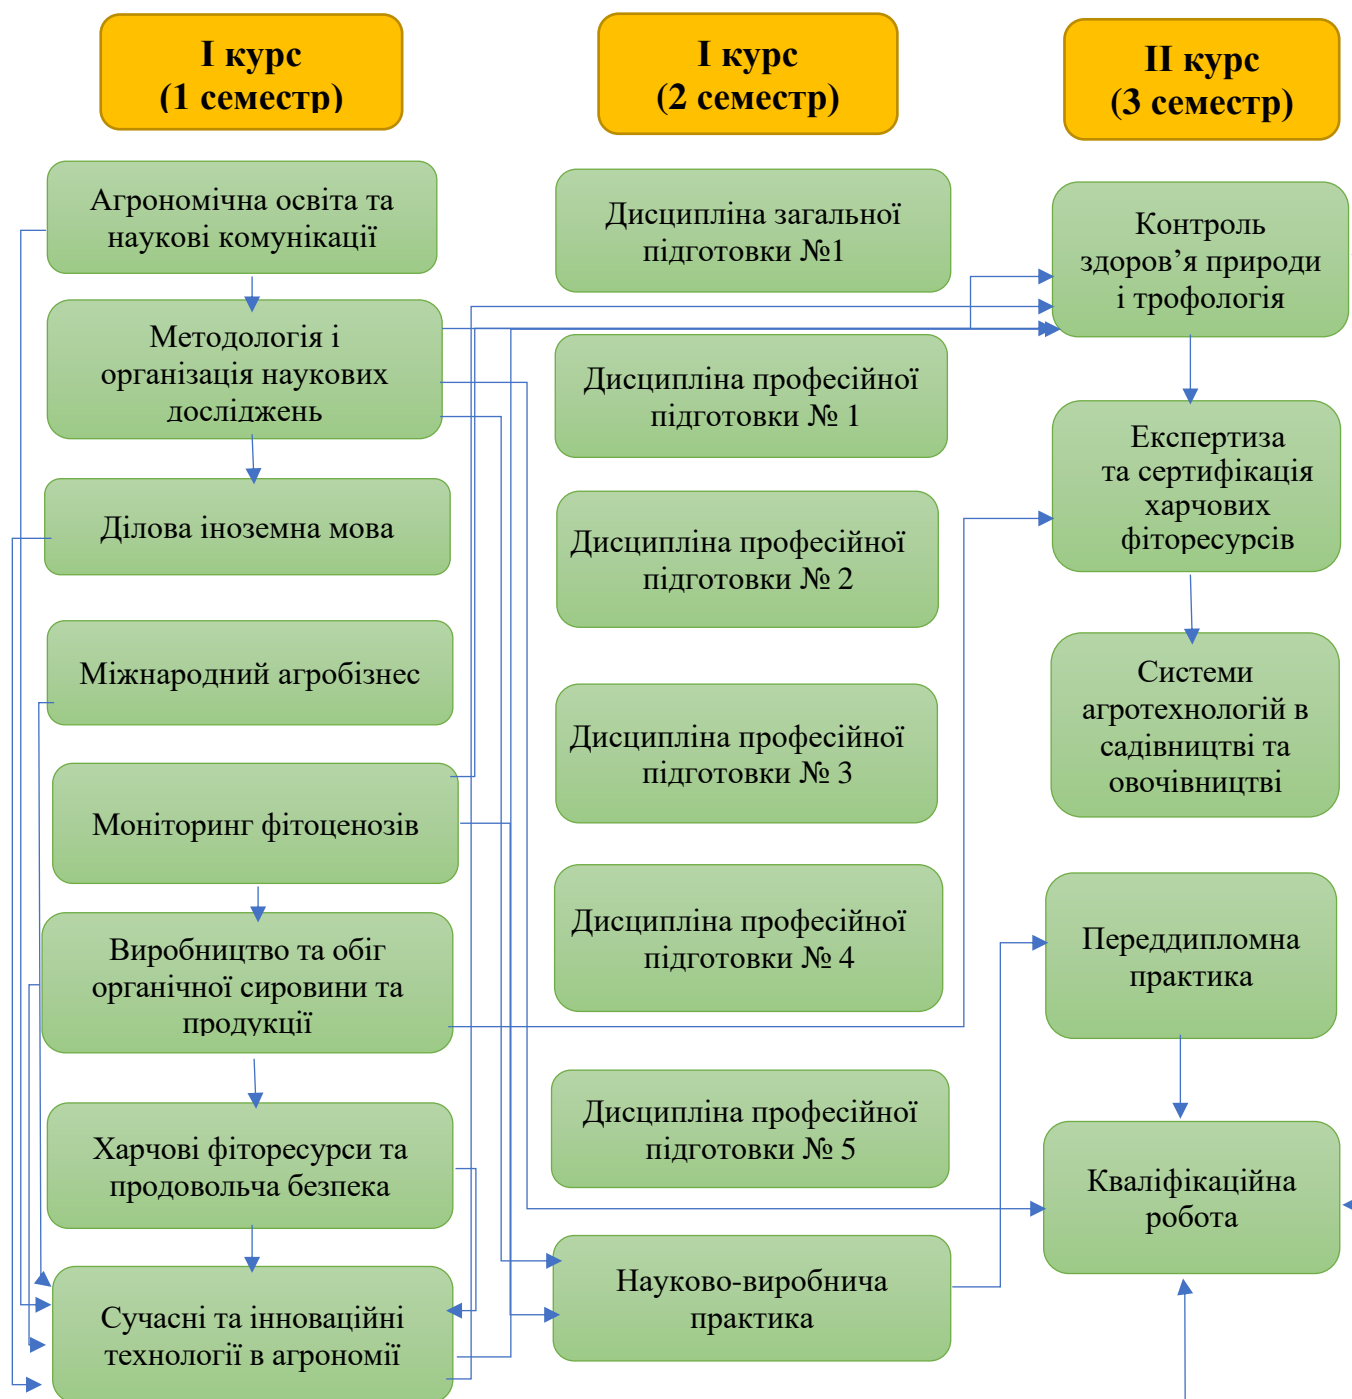 І курс
(1 семестр)
І курс
(2 семестр)
ІІ курс
(3 семестр)
Агрономічна освіта та
наукові комунікації
Методологія і
організація наукових
досліджень
Ділова іноземна мова
Міжнародний агробізнес
Моніторинг фітоценозів
Виробництво та обіг
органічної сировини та
продукції
Харчові фіторесурси та
продовольча безпека
Сучасні та інноваційні
технології в агрономії
Дисципліна загальної
підготовки №1
Дисципліна професійної
підготовки № 1
Дисципліна професійної
підготовки № 2
Дисципліна професійної
підготовки № 3
Дисципліна професійної
підготовки № 4
Дисципліна професійної
підготовки № 5
Науково-виробнича
практика
Контроль
здоров’я природи
і трофологія
Експертиза
та сертифікація
харчових
фіторесурсів
Системи
агротехнологій в
садівництві та
овочівництві
Переддипломна
практика
Кваліфікаційна
робота